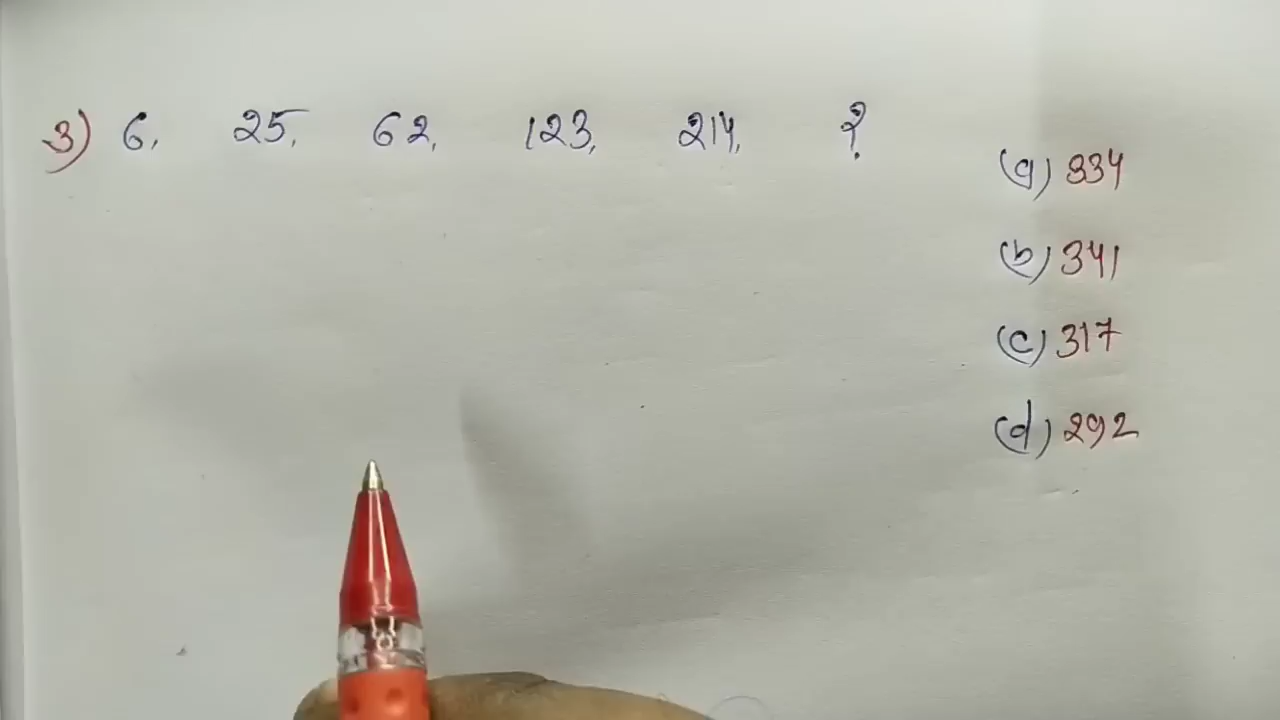 3) 6, 25, 62, 123, 214, ?
(a) 334
(b) 341
(c) 317
(d) 292